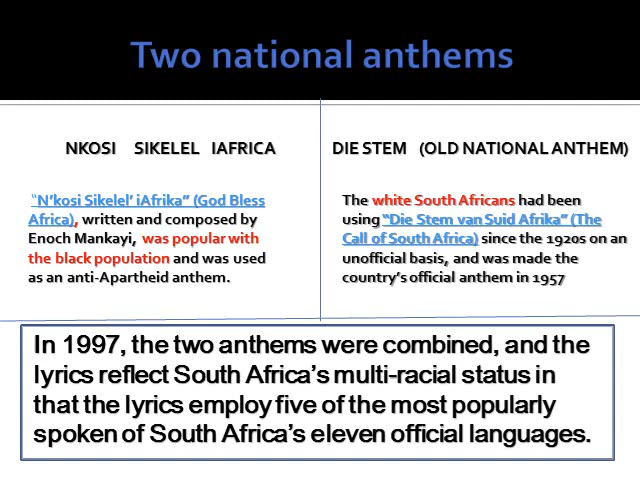 Two national anthems
NKOSI SIKELEL IAFRICA
"N'kosi Sikelel' iAfrika" (God Bless
Africa), written and composed by
Enoch Mankayi, was popular with
the black population and was used
as an anti-Apartheid anthem.
DIE STEM (OLD NATIONAL ANTHEM)
The white South Africans had been
using "Die Stem van Suid Afrika" (The
Call of South Africa) since the 1920s on an
unofficial basis, and was made the
country's official anthem in 1957
In 1997, the two anthems were combined, and the
lyrics reflect South Africa's multi-racial status in
that the lyrics employ five of the most popularly
spoken of South Africa's eleven official languages.